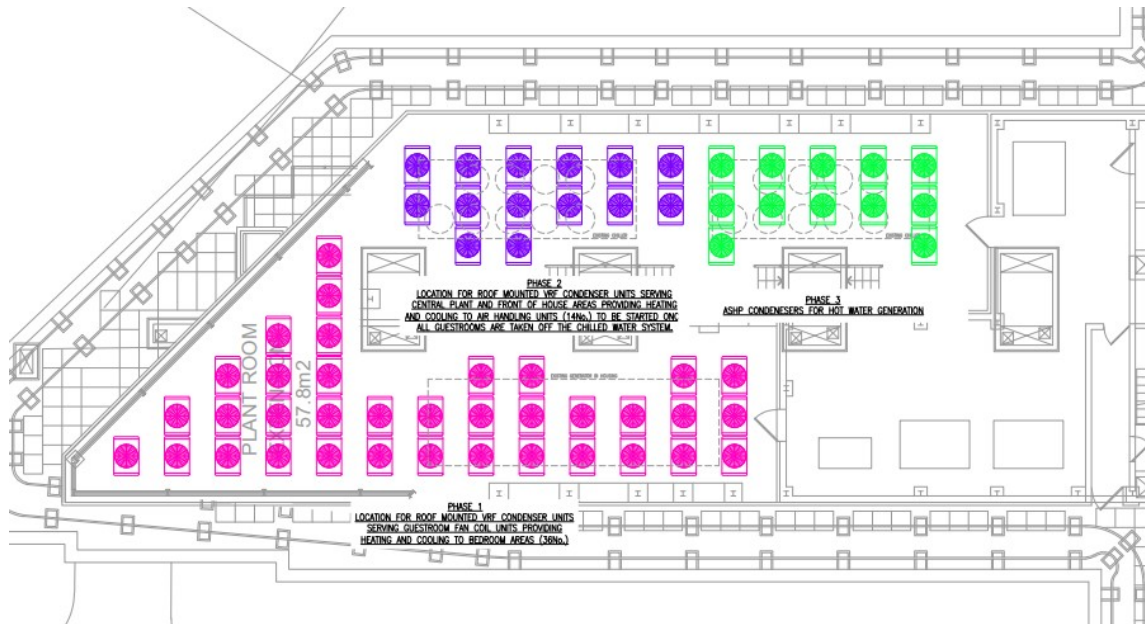 PHASE 2
LOCATION FOR ROOF MOUNTED VRF CONDENSER UNITS SERVING
CENTRAL PLANT AND FRONT OF HOUSE AREAS PROVIDING HEATING
AND COOLING TO AIR HANDLING UNITS (14No.) TO BE STARTED ONC
ALL GUESTROOMS ARE TAKEN OFF THE CHILLED WATER SYSTEM.
PHASE 3
ASHP CONDENESERS FOR HOT WATER GENERATION
PLANT ROOM
57.8m2
PHASE 1
LOCATION FOR ROOF MOUNTED VRF CONDENSER UNITS
SERVING GUESTROOM FAN COIL UNITS PROVIDING
HEATING AND COOLING TO BEDROOM AREAS (36No.)